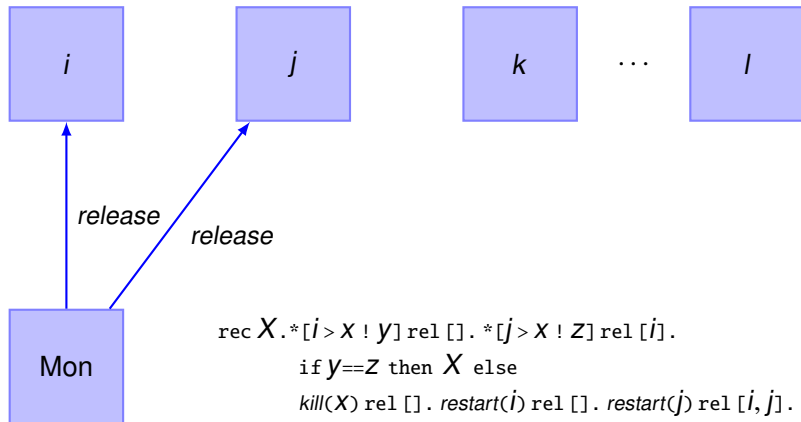 i j k ⋯ l
release
release
Mon
rec X.*[i > x ! y] rel []. *[j > x ! z] rel [i].
if y==z then X else
kill(x) rel []. restart(i) rel []. restart(j) rel [i, j].